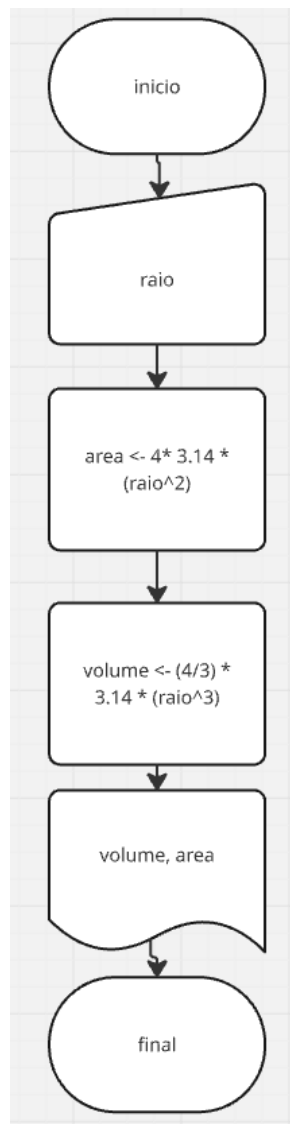 inicio
raio
area <- 4* 3.14 *
(raio^2)
volume <- (4/3) *
3.14 * (raio^3)
volume, area
final